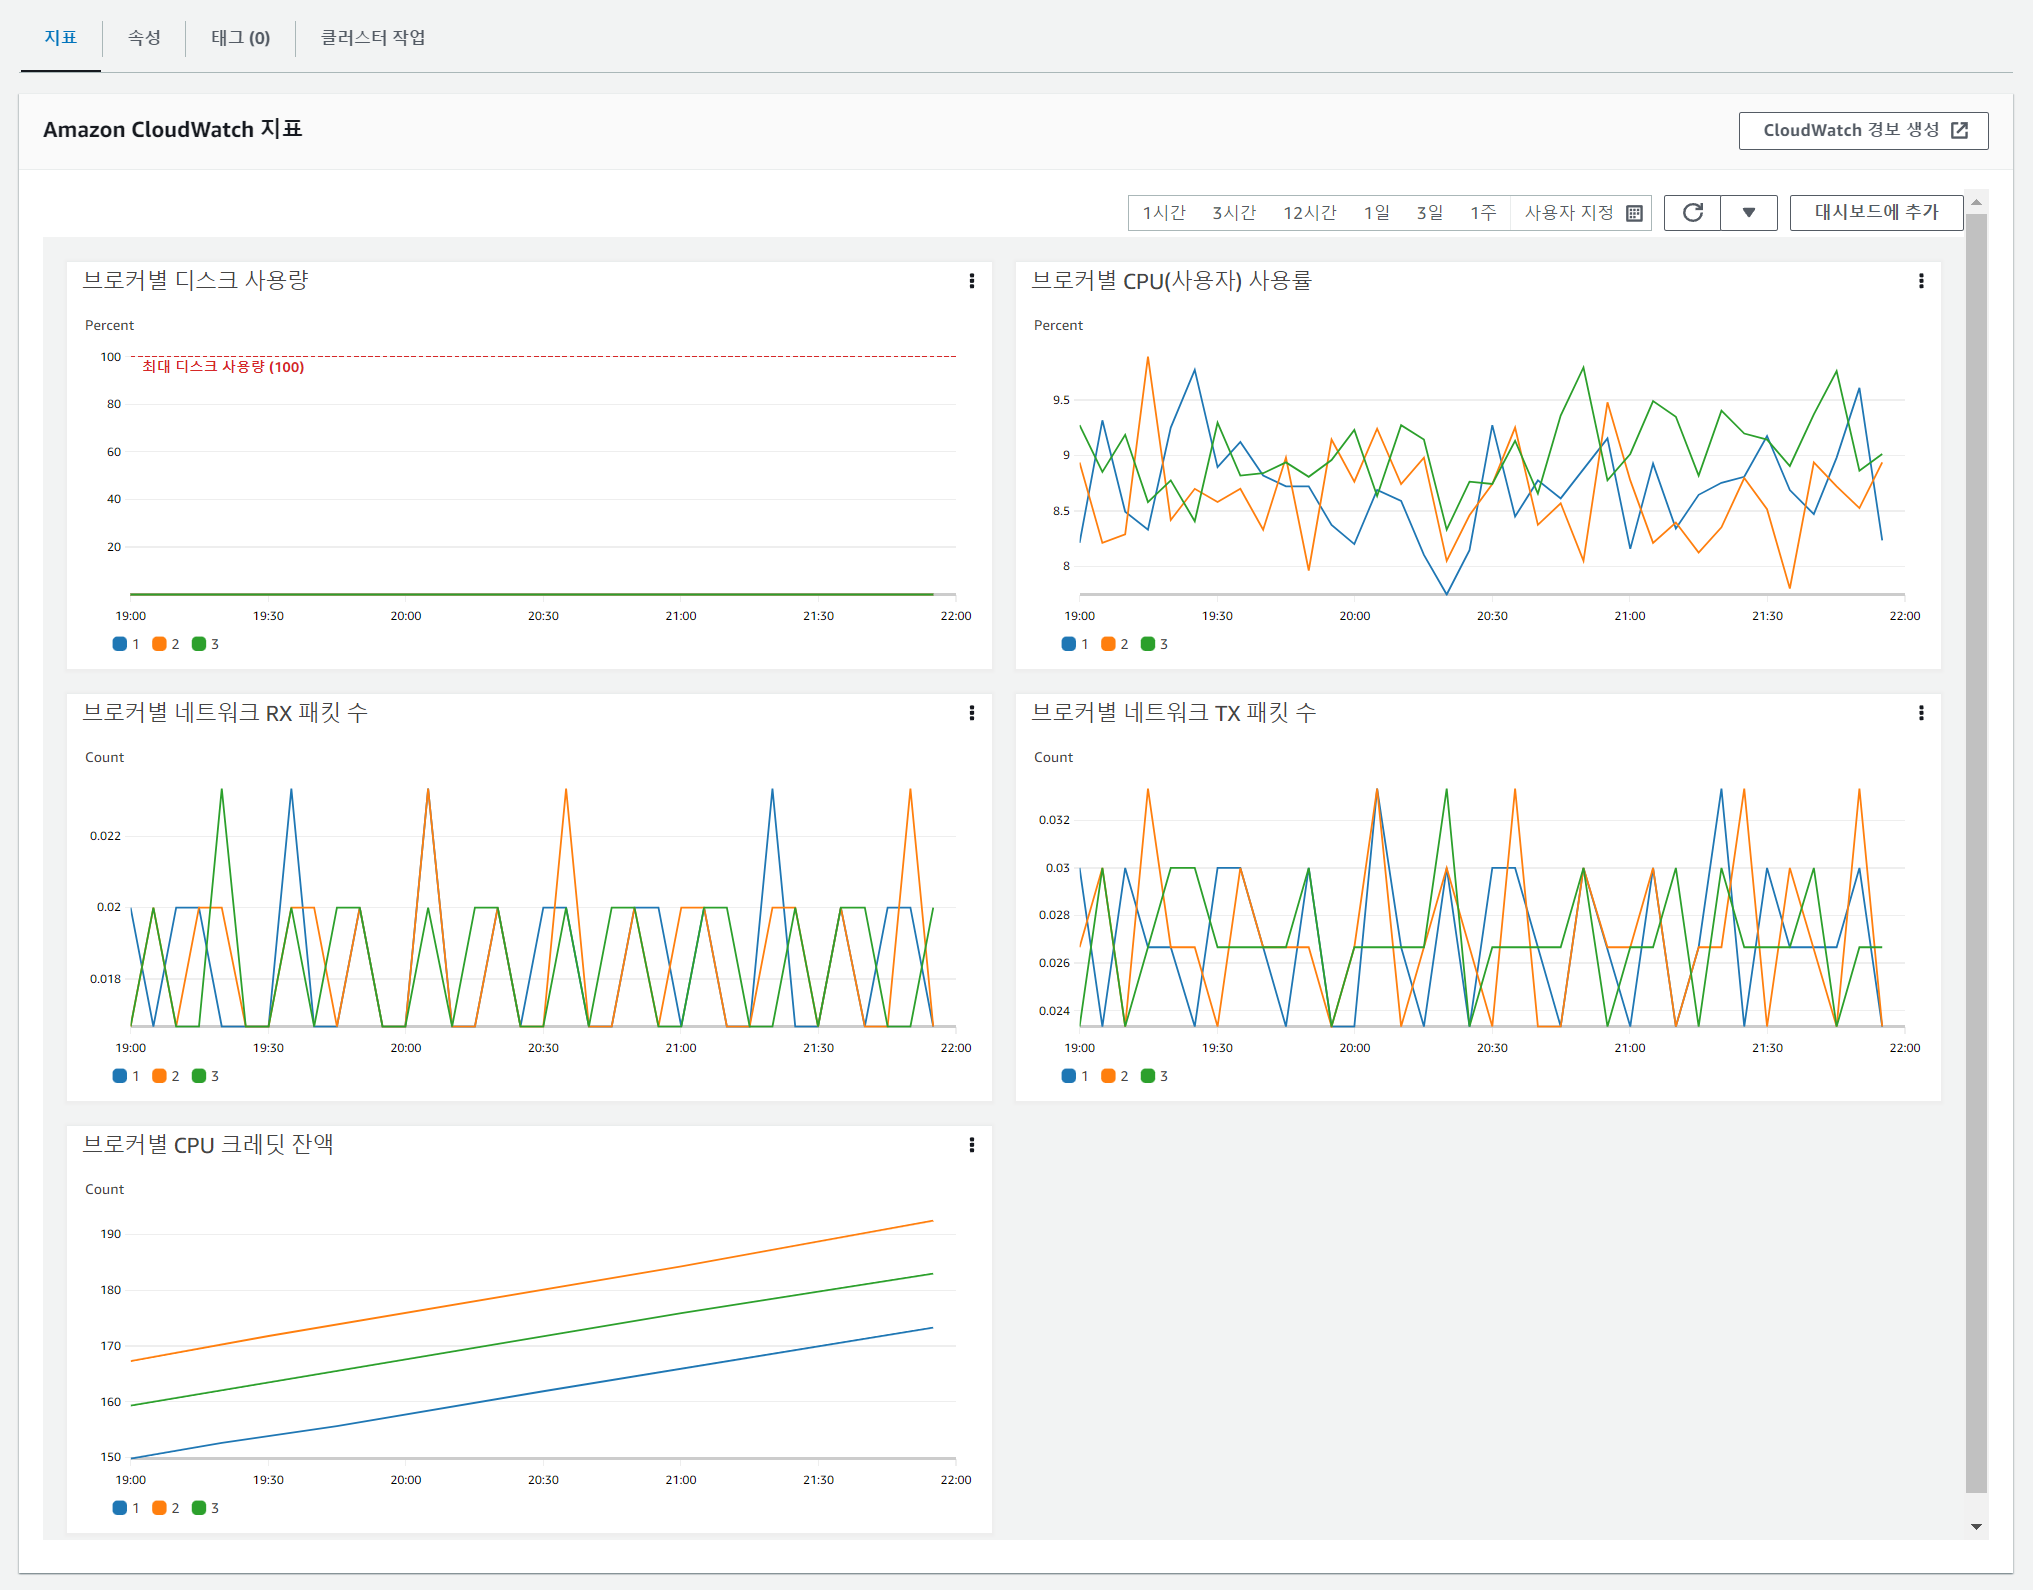 지표
속성
태그 (0)
클러스터 작업
Amazon CloudWatch 지표
CloudWatch 경보 생성
1시간 3시간 12시간 1일 3일 1주 사용자 지정
대시보드에 추가
브로커별 디스크 사용량
Percent
100
최대 디스크 사용량 (100)
80
60
40
20
19:00 19:30 20:00 20:30 21:00 21:30 22:00
1 2 3
브로커별 CPU(사용자) 사용률
Percent
9.5
9
8.5
8
19:00 19:30 20:00 20:30 21:00 21:30 22:00
1 2 3
브로커별 네트워크 RX 패킷 수
Count
0.022
0.02
0.018
19:00 19:30 20:00 20:30 21:00 21:30 22:00
1 2 3
브로커별 네트워크 TX 패킷 수
Count
0.032
0.03
0.028
0.026
0.024
19:00 19:30 20:00 20:30 21:00 21:30 22:00
1 2 3
브로커별 CPU 크레딧 잔액
Count
190
180
170
160
150
19:00 19:30 20:00 20:30 21:00 21:30 22:00
1 2 3